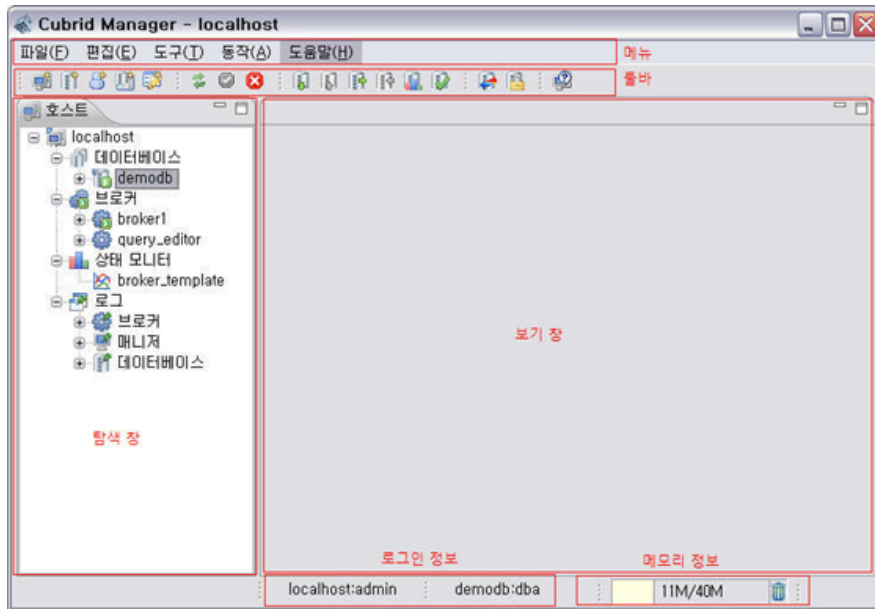 Cubrid Manager - localhost
파일(F) 편집(E) 도구(T) 동작(A) 도움말(H)
메뉴
툴바
호스트
localhost
데이터베이스
demodb
브로커
broker1
query_editor
상태 모니터
broker_template
로그
브로커
매니저
데이터베이스
보기 창
탐색 창
로그인 정보
메모리 정보
localhost:admin
demodb:dba
11M/40M